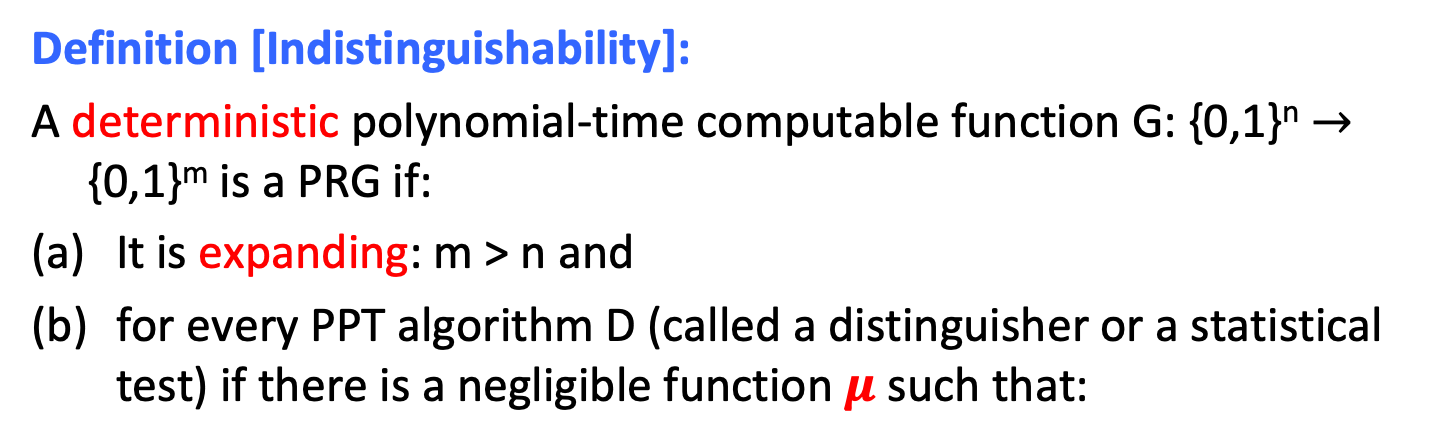 Definition [Indistinguishability]:
A deterministic polynomial-time computable function G: {0,1}ⁿ →
{0,1}ᵐ is a PRG if:
(a) It is expanding: m > n and
(b) for every PPT algorithm D (called a distinguisher or a statistical
test) if there is a negligible function μ such that: